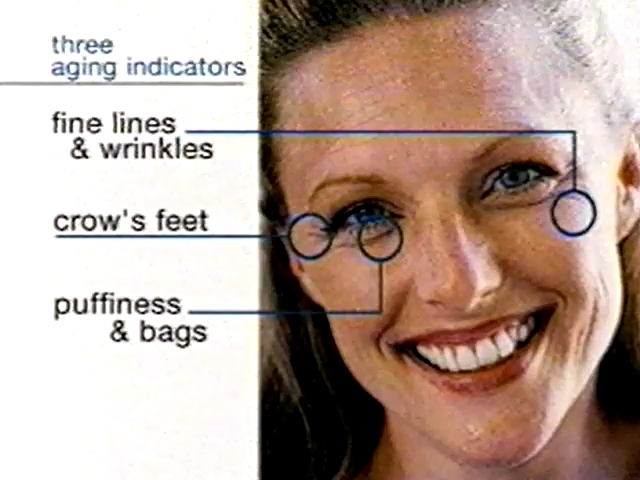 three
aging indicators
fine lines
& wrinkles
crow's feet
puffiness
& bags